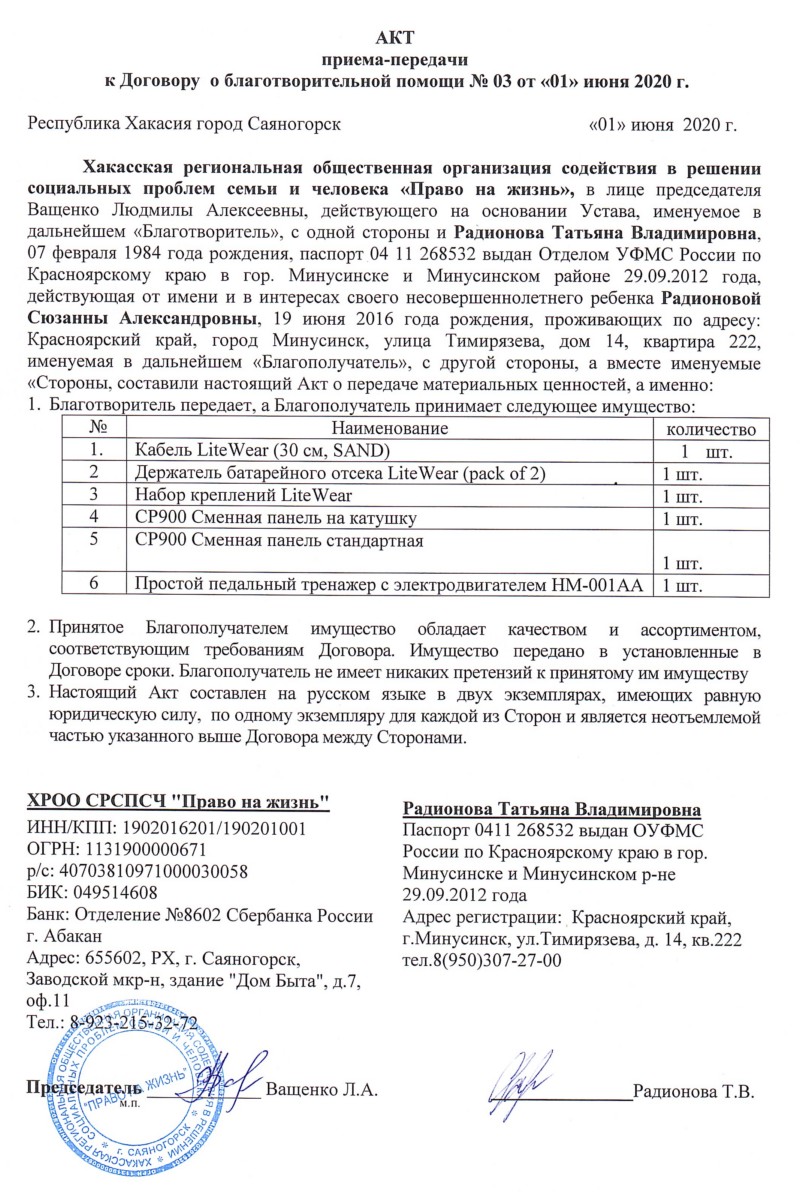 АКТ
приема-передачи
к Договору о благотворительной помощи № 03 от «01» июня 2020 г.
Республика Хакасия город Саяногорск «01» июня 2020 г.
Хакасская региональная общественная организация содействия в решении
социальных проблем семьи и человека «Право на жизнь», в лице председателя
Ващенко Людмилы Алексеевны, действующего на основании Устава, именуемое в
дальнейшем «Благотворитель», с одной стороны и Радионова Татьяна Владимировна,
07 февраля 1984 года рождения, паспорт 04 11 268532 выдан Отделом УФМС России по
Красноярскому краю в гор. Минусинске и Минусинском районе 29.09.2012 года,
действующая от имени и в интересах своего несовершеннолетнего ребенка Радионовой
Сюзанны Александровны, 19 июня 2016 года рождения, проживающих по адресу:
Красноярский край, город Минусинск, улица Тимирязева, дом 14, квартира 222,
именуемая в дальнейшем «Благополучатель», с другой стороны, а вместе именуемые
«Стороны, составили настоящий Акт о передаче материальных ценностей, а именно:
1. Благотворитель передает, а Благополучатель принимает следующее имущество:
№ Наименование количество
1. Кабель LiteWear (30 см, SAND) 1 шт.
2 Держатель батарейного отсека LiteWear (pack of 2) 1 шт.
3 Набор креплений LiteWear 1 шт.
4 CP900 Сменная панель на катушку 1 шт.
5 CP900 Сменная панель стандартная 1 шт.
6 Простой педальный тренажер с электродвигателем HM-001AA 1 шт.
2. Принятое Благополучателем имущество обладает качеством и ассортиментом,
соответствующим требованиям Договора. Имущество передано в установленные в
Договоре сроки. Благополучатель не имеет никаких претензий к принятому им имуществу
3. Настоящий Акт составлен на русском языке в двух экземплярах, имеющих равную
юридическую силу, по одному экземпляру для каждой из Сторон и является неотъемлемой
частью указанного выше Договора между Сторонами.
ХРОО СРСПСЧ "Право на жизнь"
ИНН/КПП: 1902016201/190201001
ОГРН: 1131900000671
р/с: 40703810971000030058
БИК: 049514608
Банк: Отделение №8602 Сбербанка России
г. Абакан
Адрес: 655602, РХ, г. Саяногорск,
Заводской мкр-н, здание "Дом Быта", д.7,
оф.11
Тел.: 8-923-215-32-72
Председатель ____________ Ващенко Л.А.
м.п.
Радионова Татьяна Владимировна
Паспорт 0411 268532 выдан ОУФМС
России по Красноярскому краю в гор.
Минусинске и Минусинском р-не
29.09.2012 года
Адрес регистрации: Красноярский край,
г.Минусинск, ул.Тимирязева, д. 14, кв.222
тел.8(950)307-27-00
_______________Радионова Т.В.
ХАКАССКАЯ РЕГИОНАЛЬНАЯ ОБЩЕСТВЕННАЯ ОРГАНИЗАЦИЯ СОДЕЙСТВИЯ В РЕШЕНИИ
СОЦИАЛЬНЫХ ПРОБЛЕМ СЕМЬИ И ЧЕЛОВЕКА
"ПРАВО НА ЖИЗНЬ"
г. САЯНОГОРСК